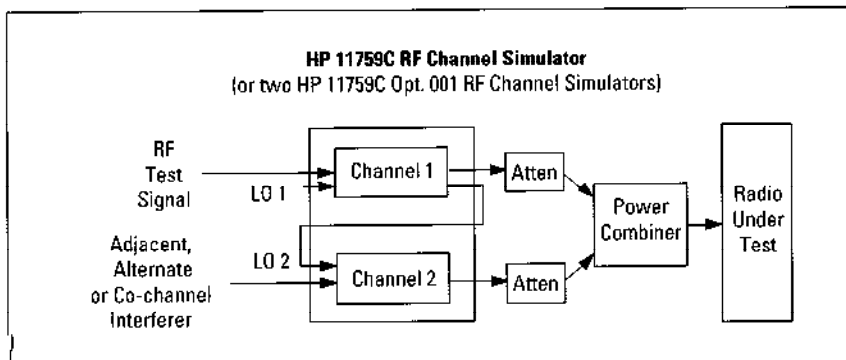 HP 11759C RF Channel Simulator
(or two HP 11759C Opt. 001 RF Channel Simulators)
RF
Test
Signal
LO 1
Channel 1
Atten
Power
Combiner
Radio
Under
Test
Adjacent,
Alternate
or Co-channel
Interferer
LO 2
Channel 2
Atten